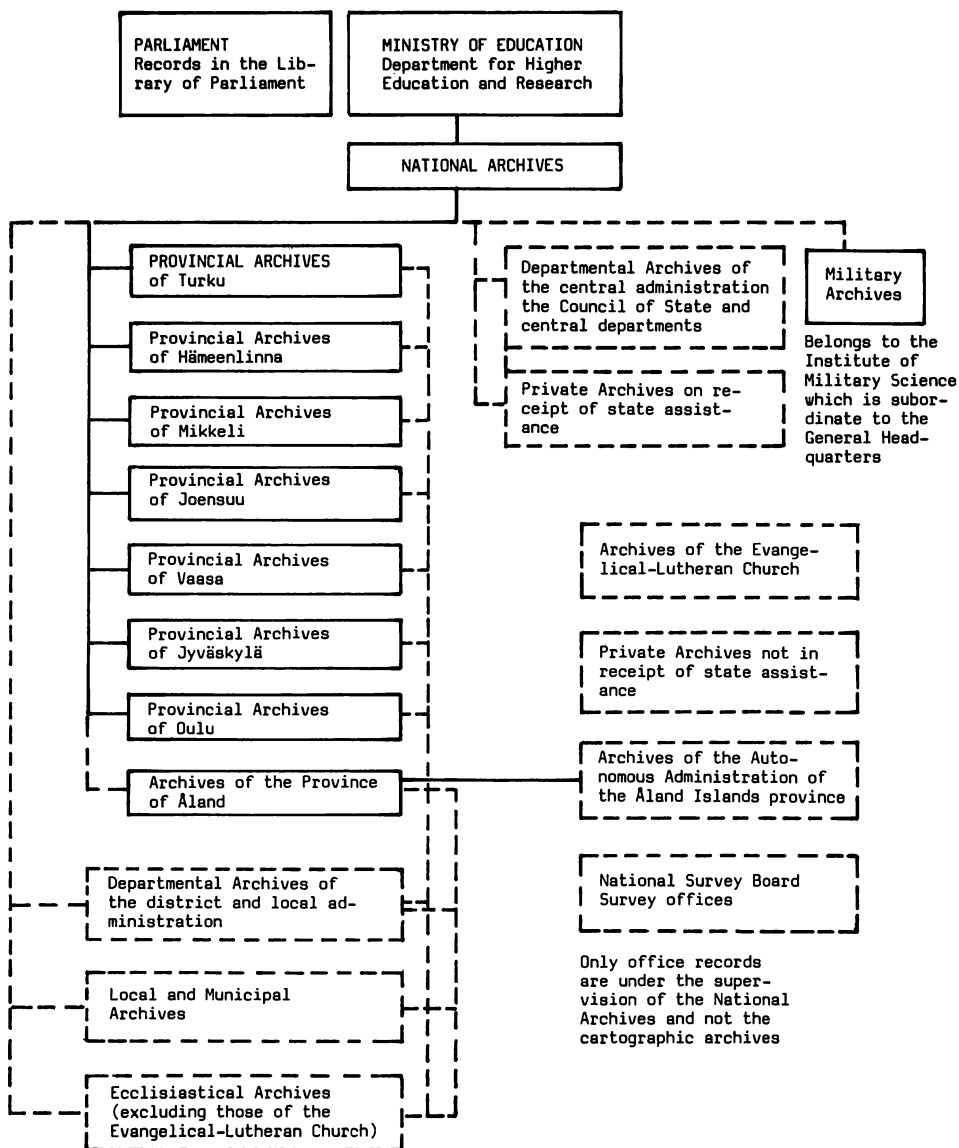 PARLIAMENT
Records in the Lib-
rary of Parliament
MINISTRY OF EDUCATION
Department for Higher
Education and Research
NATIONAL ARCHIVES
PROVINCIAL ARCHIVES
of Turku
Provincial Archives
of Hämeenlinna
Provincial Archives
of Mikkeli
Provincial Archives
of Joensuu
Provincial Archives
of Vaasa
Provincial Archives
of Jyväskylä
Provincial Archives
of Oulu
Archives of the Province
of Åland
Departmental Archives of
the district and local ad-
ministration
Local and Municipal
Archives
Ecclisiastical Archives
(excluding those of the
Evangelical-Lutheran Church)
Departmental Archives of
the central administration
the Council of State and
central departments
Private Archives on re-
ceipt of state assist-
ance
Military
Archives
Belongs to the
Institute of
Military Science
which is subor-
dinate to the
General Head-
quarters
Archives of the Evange-
lical-Lutheran Church
Private Archives not in
receipt of state assist-
ance
Archives of the Auto-
nomous Administration of
the Åland Islands province
National Survey Board
Survey offices
Only office records
are under the super-
vision of the National
Archives and not the
cartographic archives